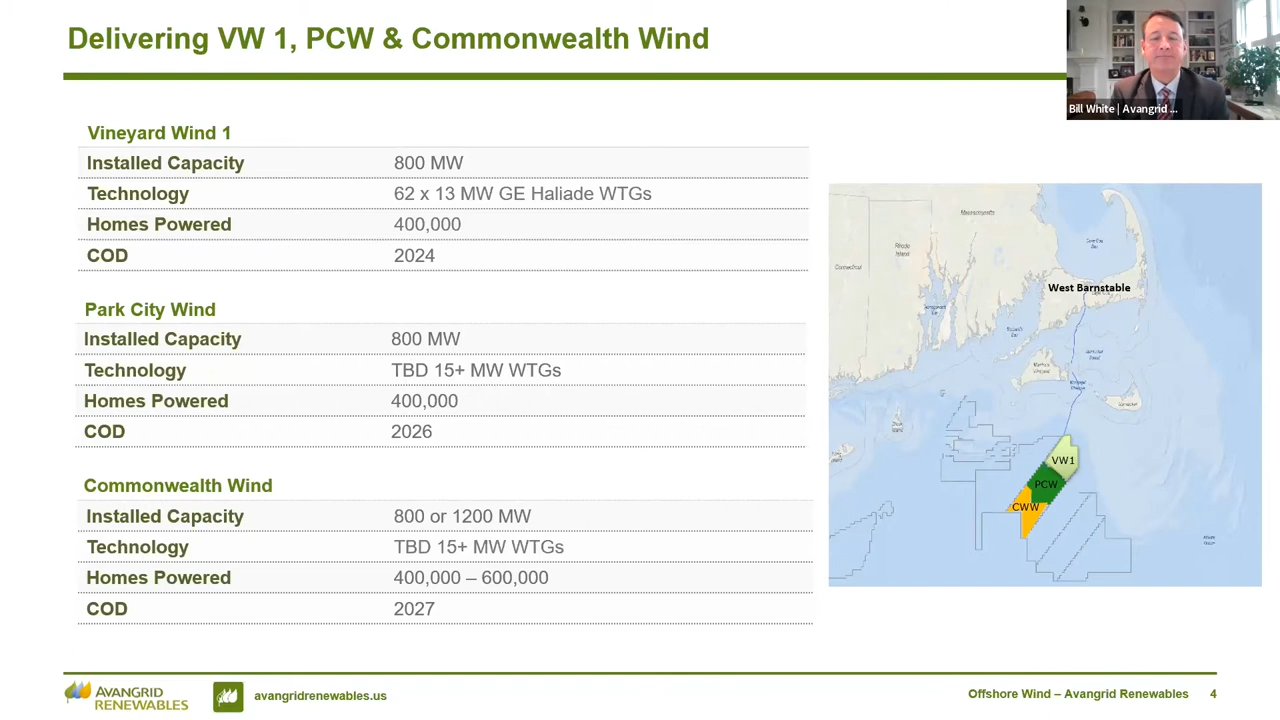 Delivering VW 1, PCW & Commonwealth Wind
Bill White | Avangrid ...
Vineyard Wind 1
Installed Capacity 800 MW
Technology 62 x 13 MW GE Haliade WTGs
Homes Powered 400,000
COD 2024
Park City Wind
Installed Capacity 800 MW
Technology TBD 15+ MW WTGs
Homes Powered 400,000
COD 2026
Commonwealth Wind
Installed Capacity 800 or 1200 MW
Technology TBD 15+ MW WTGs
Homes Powered 400,000 – 600,000
COD 2027
Massachusetts
Rhode
Island
Connecticut
West Barnstable
VW1
PCW
CWW
AVANGRID
RENEWABLES
avangridrenewables.us
Offshore Wind – Avangrid Renewables 4